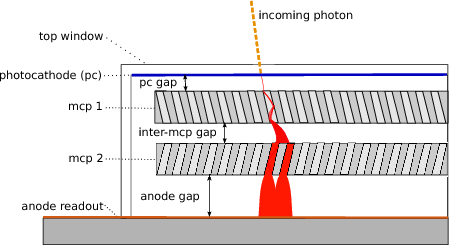 incoming photon
top window
photocathode (pc)
pc gap
mcp 1
inter-mcp gap
mcp 2
anode gap
anode readout